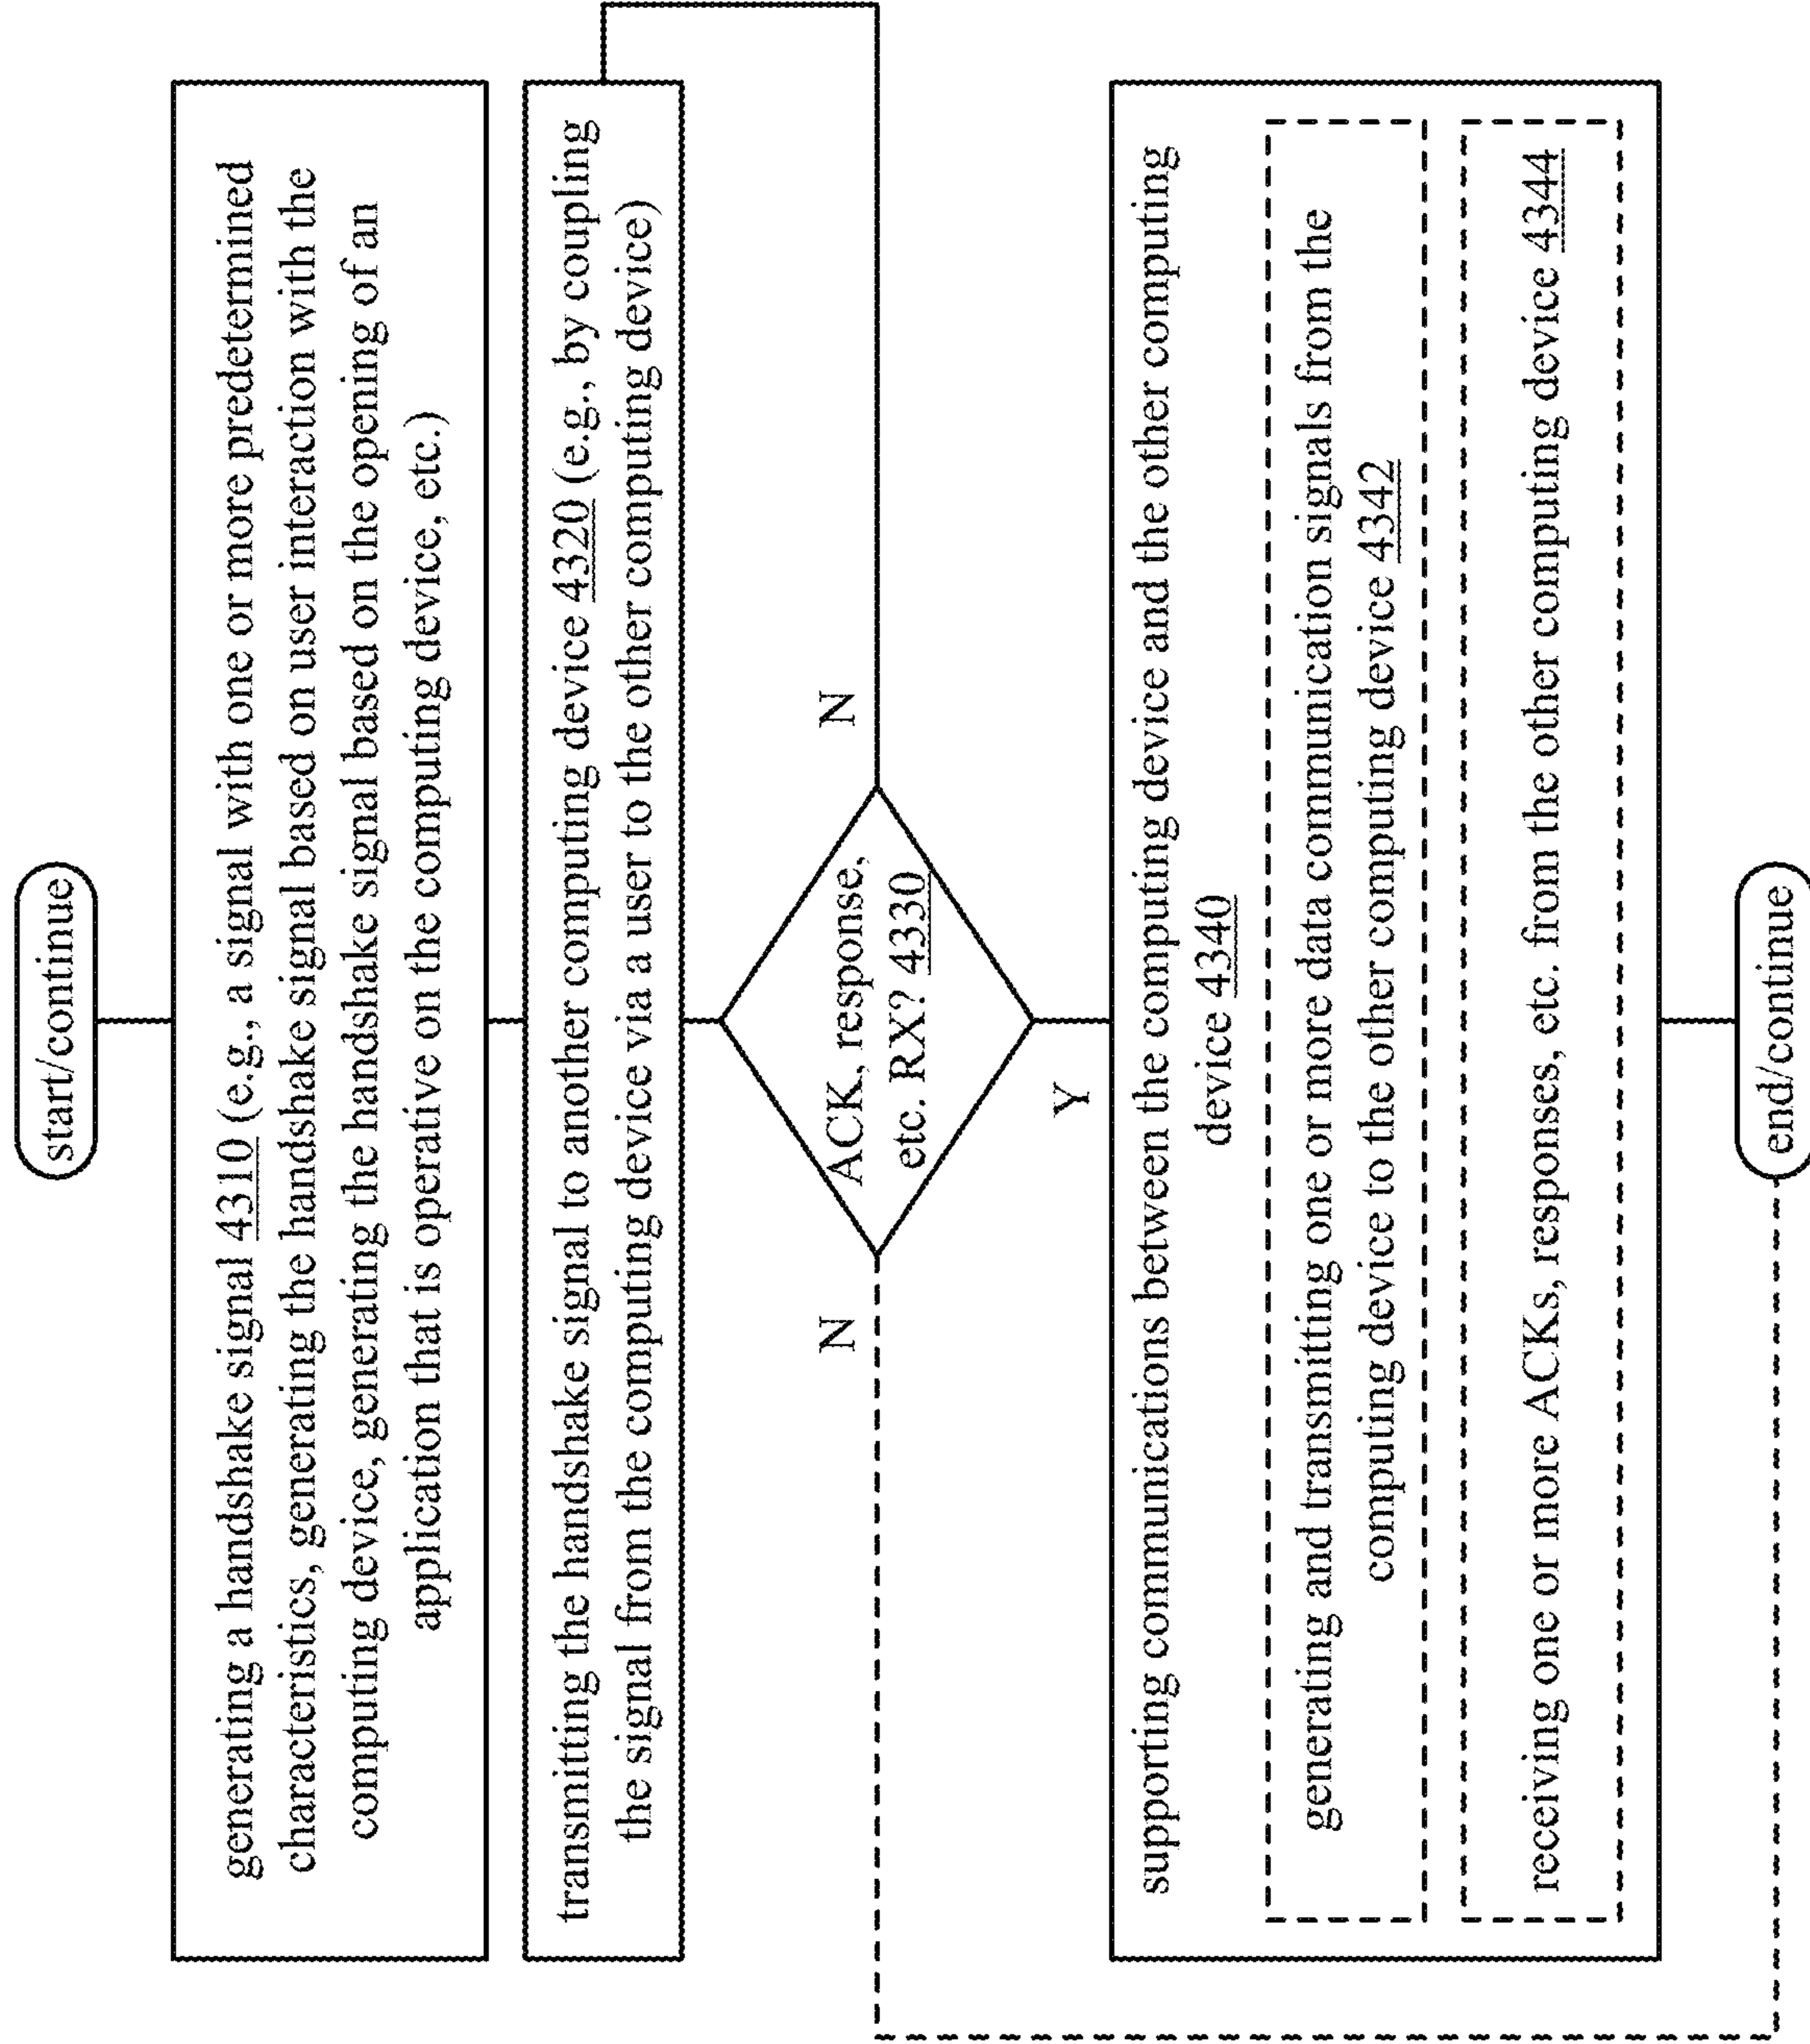 start/continue
generating a handshake signal 4310 (e.g., a signal with one or more predetermined
characteristics, generating the handshake signal based on user interaction with the
computing device, generating the handshake signal based on the opening of an
application that is operative on the computing device, etc.)
transmitting the handshake signal to another computing device 4320 (e.g., by coupling
the signal from the computing device via a user to the other computing device)
ACK, response,
etc. RX? 4330
N
N
Y
supporting communications between the computing device and the other computing
device 4340
generating and transmitting one or more data communication signals from the
computing device to the other computing device 4342
receiving one or more ACKs, responses, etc. from the other computing device 4344
end/continue